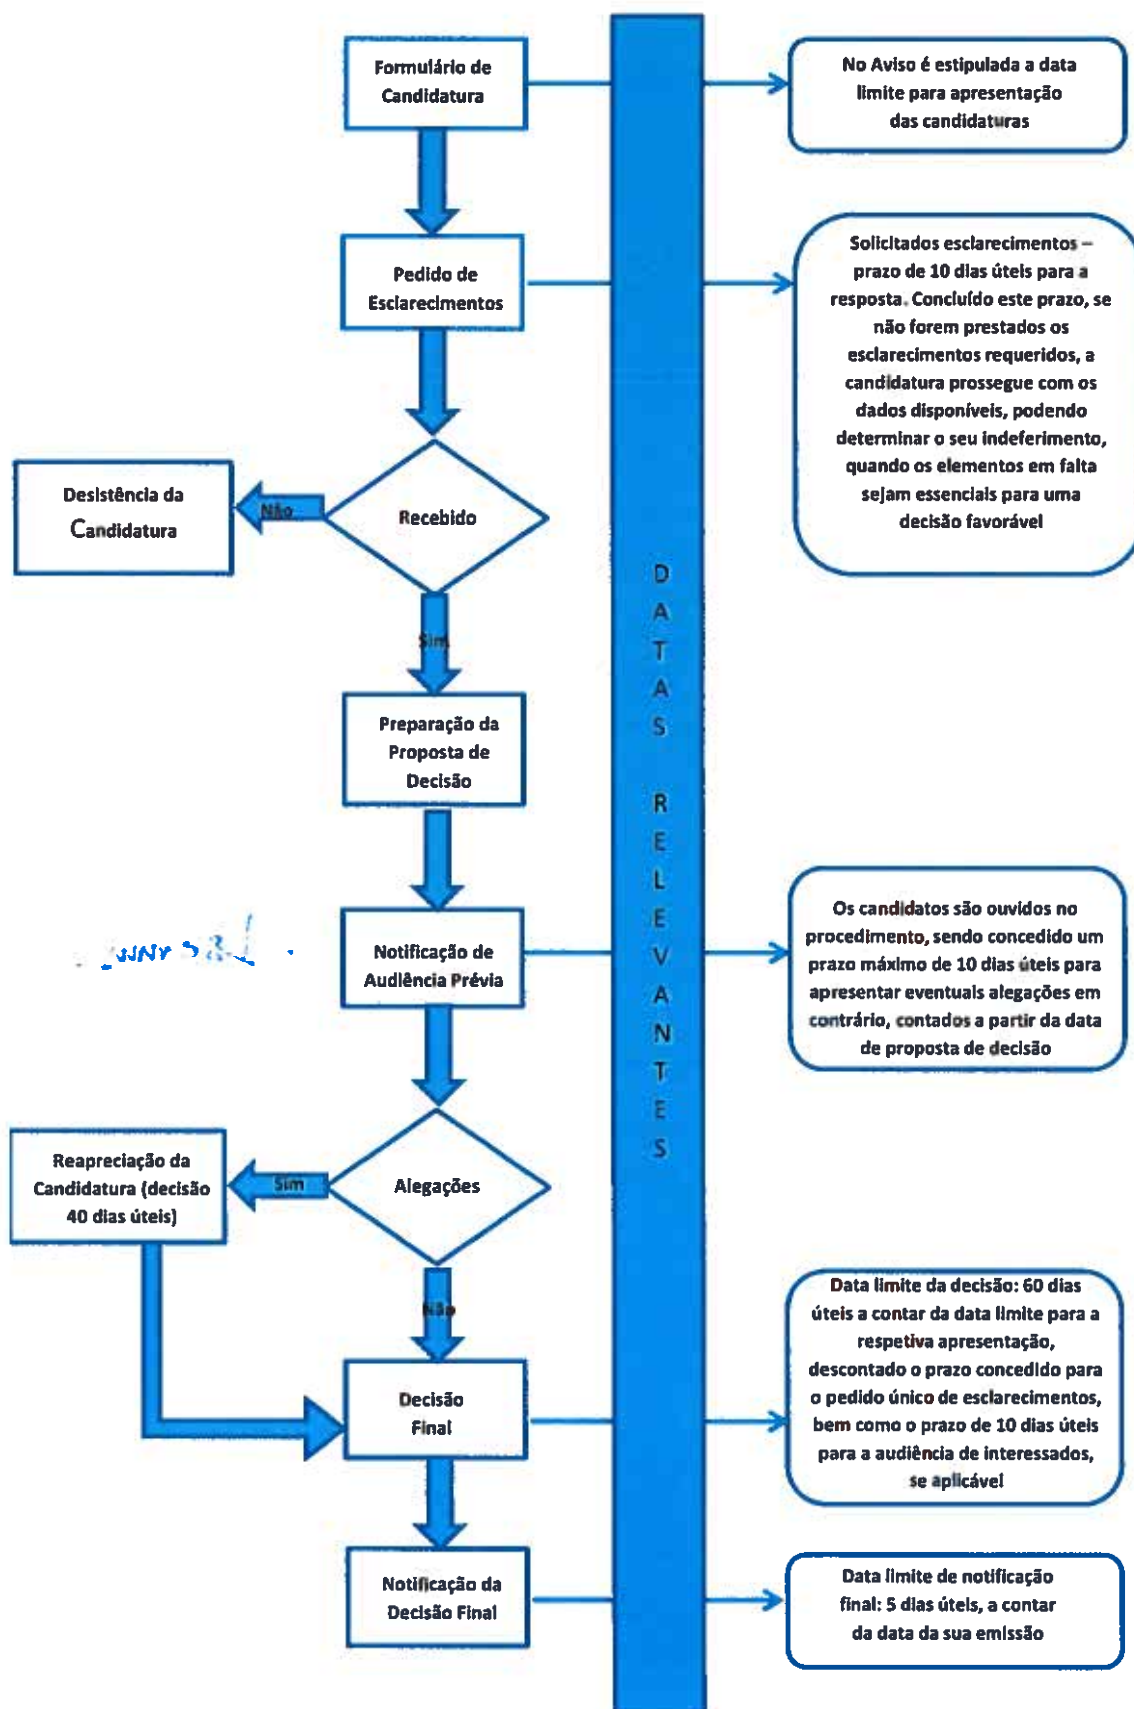 Formulário de
Candidatura
No Aviso é estipulada a data
limite para apresentação
das candidaturas
Pedido de
Esclarecimentos
Solicitados esclarecimentos –
prazo de 10 dias úteis para a
resposta. Concluído este prazo, se
não forem prestados os
esclarecimentos requeridos, a
candidatura prossegue com os
dados disponíveis, podendo
determinar o seu indeferimento,
quando os elementos em falta
sejam essenciais para uma
decisão favorável
Desistência da
Candidatura
Não
Recebido
Sim
Preparação da
Proposta de
Decisão
DATAS RELEVANTES
Notificação de
Audiência Prévia
Os candidatos são ouvidos no
procedimento, sendo concedido um
prazo máximo de 10 dias úteis para
apresentar eventuais alegações em
contrário, contados a partir da data
de proposta de decisão
Reapreciação da
Candidatura (decisão
40 dias úteis)
Sim
Alegações
Não
Decisão
Final
Data limite da decisão: 60 dias
úteis a contar da data limite para a
respetiva apresentação,
descontado o prazo concedido para
o pedido único de esclarecimentos,
bem como o prazo de 10 dias úteis
para a audiência de interessados,
se aplicável
Notificação da
Decisão Final
Data limite de notificação
final: 5 dias úteis, a contar
da data da sua emissão